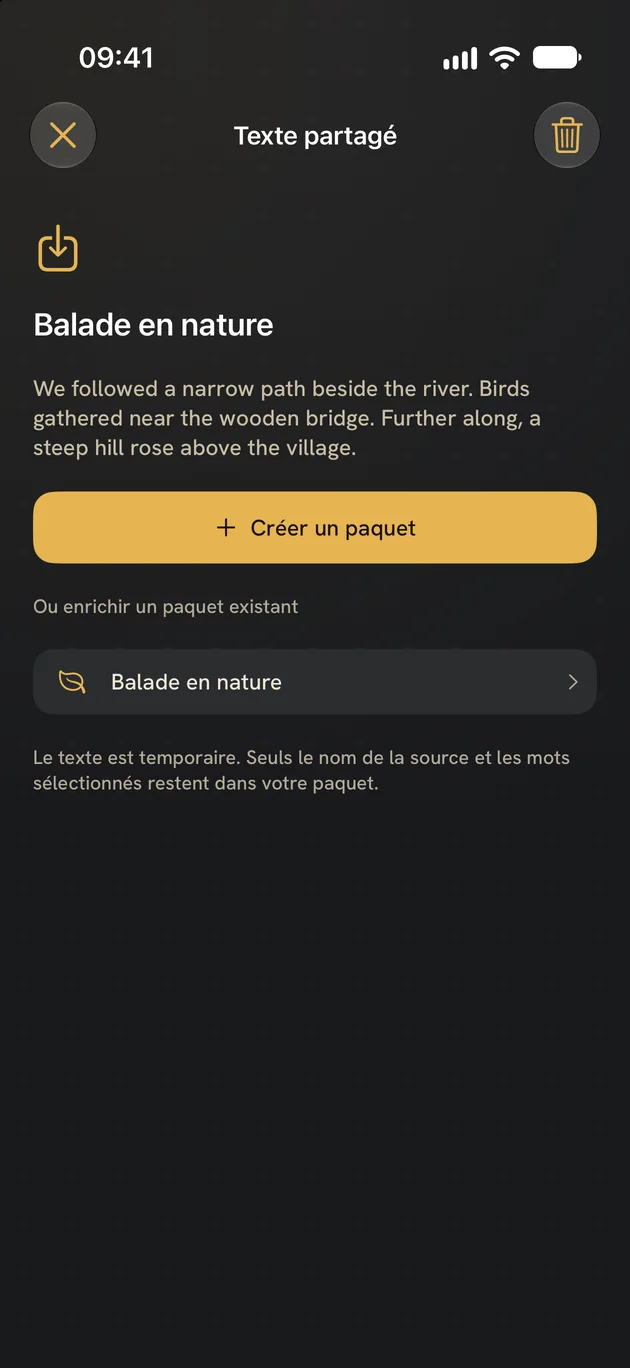 09:41
Texte partagé
Balade en nature
We followed a narrow path beside the river. Birds
gathered near the wooden bridge. Further along, a
steep hill rose above the village.
Créer un paquet
Ou enrichir un paquet existant
Balade en nature
Le texte est temporaire. Seuls le nom de la source et les mots
sélectionnés restent dans votre paquet.